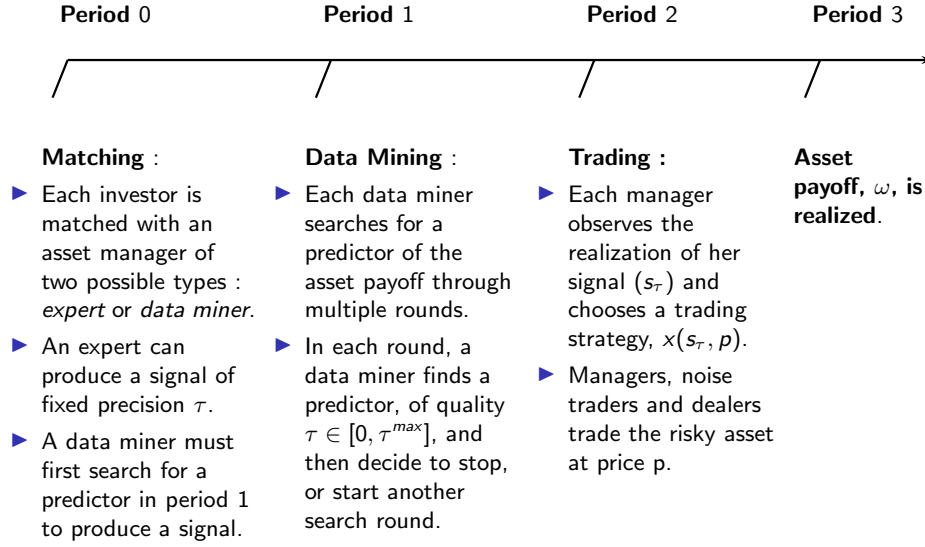 Period 0
Period 1
Period 2
Period 3
Matching :
▶ Each investor is
matched with an
asset manager of
two possible types :
expert or data miner.
▶ An expert can
produce a signal of
fixed precision τ.
▶ A data miner must
first search for a
predictor in period 1
to produce a signal.
Data Mining :
▶ Each data miner
searches for a
predictor of the
asset payoff through
multiple rounds.
▶ In each round, a
data miner finds a
predictor, of quality
τ ∈ [0, τ^{max}], and
then decide to stop,
or start another
search round.
Trading :
▶ Each manager
observes the
realization of her
signal (s_τ) and
chooses a trading
strategy, x(s_τ, p).
▶ Managers, noise
traders and dealers
trade the risky asset
at price p.
Asset
payoff, ω, is
realized.